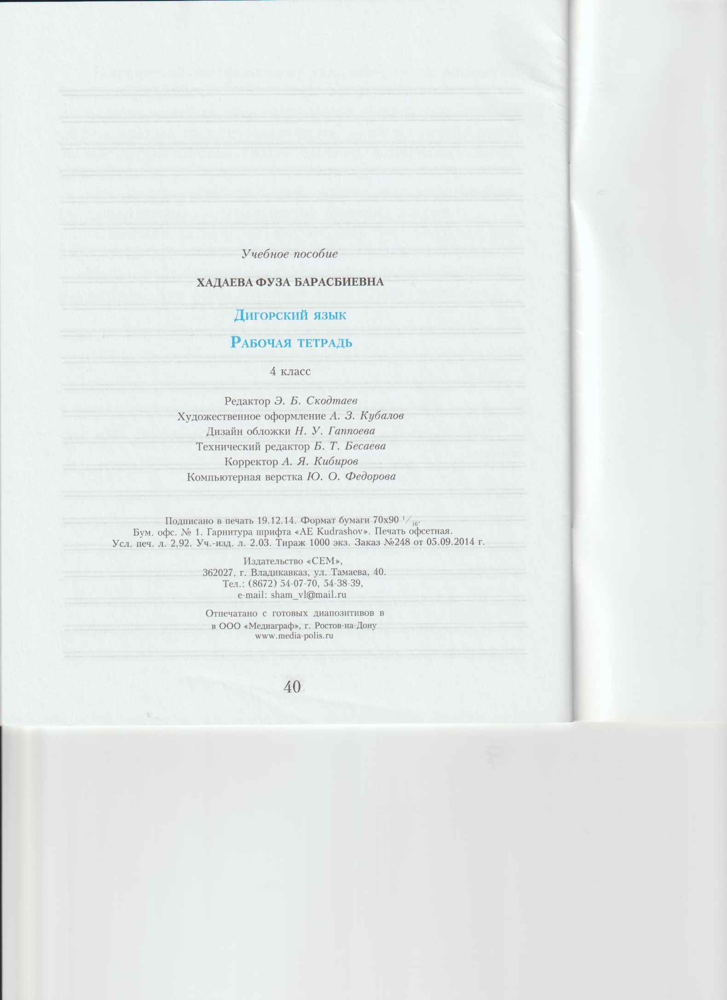 Учебное пособие
ХАДАЕВА ФУЗА БАРАСБИЕВНА
Дигорский язык
Рабочая тетрадь
4 класс
Редактор Э. Б. Скодтаев
Художественное оформление А. З. Кубалов
Дизайн обложки Н. У. Гаппоева
Технический редактор Б. Т. Бесаева
Корректор А. Я. Кибиров
Компьютерная верстка Ю. О. Федорова
Подписано в печать 19.12.14. Формат бумаги 70х90 1/16.
Бум. офс. № 1. Гарнитура шрифта «AE Kudrashov». Печать офсетная.
Усл. печ. л. 2,92. Уч.-изд. л. 2.03. Тираж 1000 экз. Заказ №248 от 05.09.2014 г.
Издательство «СЕМ»,
362027, г. Владикавказ, ул. Тамаева, 40.
Тел.: (8672) 54-07-70, 54-38-39,
e-mail: sham_vl@mail.ru
Отпечатано с готовых диапозитивов в
в ООО «Медиаграф», г. Ростов-на-Дону
www.media-polis.ru
40